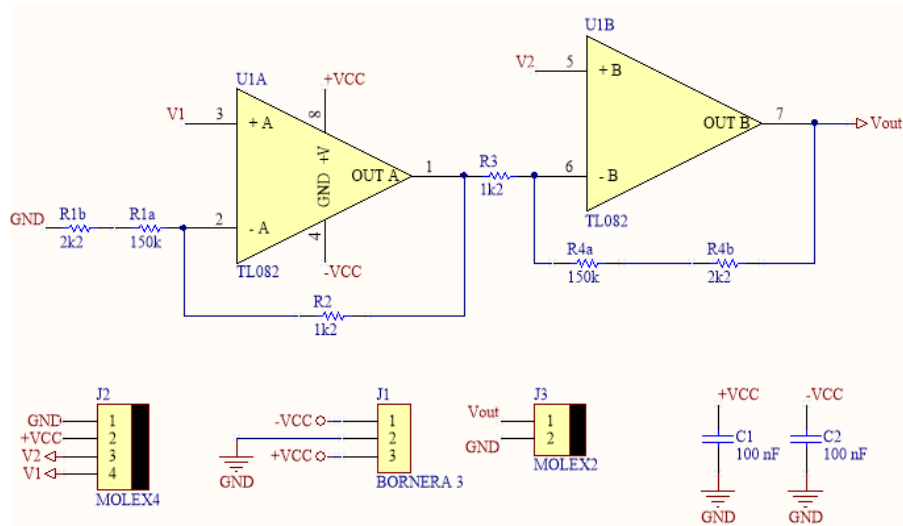 U1B
V2
5
+ B
OUT B
7
Vout
6
- B
TL082
U1A
+VCC
8
V1
3
+ A
GND +V
OUT A
1
2
- A
4
-VCC
TL082
R3
1k2
GND
R1b
2k2
R1a
150k
R4a
150k
R4b
2k2
R2
1k2
J2
GND
1
+VCC
2
V2
3
V1
4
MOLEX4
J1
-VCC
1
2
+VCC
3
GND
BORNERA 3
J3
Vout
1
GND
2
MOLEX2
+VCC
C1
100 nF
GND
-VCC
C2
100 nF
GND